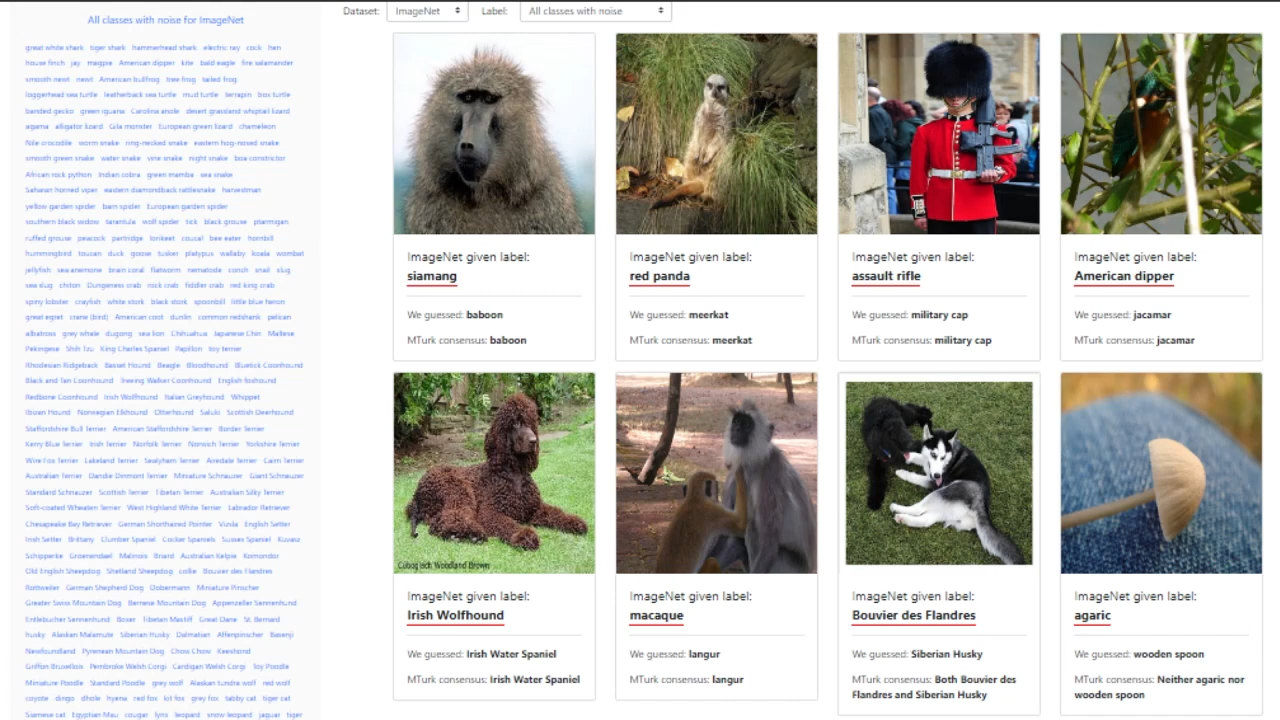 All classes with noise for ImageNet
great white shark tiger shark hammerhead shark electric ray cock hen
house finch jay magpie American dipper kite bald eagle fire salamander
smooth newt newt American bullfrog tree frog tailed frog
loggerhead sea turtle leatherback sea turtle mud turtle terrapin box turtle
banded gecko green iguana Carolina anole desert grassland whiptail lizard
agama alligator lizard Gila monster European green lizard chameleon
Nile crocodile worm snake ring-necked snake eastern hog-nosed snake
smooth green snake water snake vine snake night snake boa constrictor
African rock python Indian cobra green mamba sea snake
Saharan horned viper eastern diamondback rattlesnake harvestman
yellow garden spider barn spider European garden spider
southern black widow tarantula wolf spider tick black grouse ptarmigan
ruffed grouse peacock partridge lorikeet coucal bee eater hornbill
hummingbird toucan duck goose tusker platypus wallaby koala wombat
jellyfish sea anemone brain coral flatworm nematode conch snail slug
sea slug chiton Dungeness crab rock crab fiddler crab red king crab
spiny lobster crayfish white stork black stork spoonbill little blue heron
great egret crane (bird) American coot dunlin common redshank pelican
albatross grey whale dugong sea lion Chihuahua Japanese Chin Maltese
Pekingese Shih Tzu King Charles Spaniel Papillon toy terrier
Rhodesian Ridgeback Basset Hound Beagle Bloodhound Bluetick Coonhound
Black and Tan Coonhound Treeing Walker Coonhound English foxhound
Redbone Coonhound Irish Wolfhound Italian Greyhound Whippet
Ibizan Hound Norwegian Elkhound Otterhound Saluki Scottish Deerhound
Staffordshire Bull Terrier American Staffordshire Terrier Border Terrier
Kerry Blue Terrier Irish Terrier Norfolk Terrier Norwich Terrier Yorkshire Terrier
Wire Fox Terrier Lakeland Terrier Sealyham Terrier Airedale Terrier Cairn Terrier
Australian Terrier Dandie Dinmont Terrier Miniature Schnauzer Giant Schnauzer
Standard Schnauzer Scottish Terrier Tibetan Terrier Australian Silky Terrier
Soft-coated Wheaten Terrier West Highland White Terrier Labrador Retriever
Chesapeake Bay Retriever German Shorthaired Pointer Vizsla English Setter
Irish Setter Brittany Clumber Spaniel Cocker Spaniels Sussex Spaniel Kuvasz
Schipperke Groenendael Malinois Briard Australian Kelpie Komondor
Old English Sheepdog Shetland Sheepdog collie Bouvier des Flandres
Rottweiler German Shepherd Dog Dobermann Miniature Pinscher
Greater Swiss Mountain Dog Bernese Mountain Dog Appenzeller Sennenhund
Entlebucher Sennenhund Boxer Tibetan Mastiff Great Dane St. Bernard
husky Alaskan Malamute Siberian Husky Dalmatian Affenpinscher Basenji
Newfoundland Pyrenean Mountain Dog Chow Chow Keeshond
Griffon Bruxellois Pembroke Welsh Corgi Cardigan Welsh Corgi Toy Poodle
Miniature Poodle Standard Poodle grey wolf Alaskan tundra wolf red wolf
coyote dingo dhole hyena red fox kit fox grey fox tabby cat tiger cat
Siamese cat Egyptian Mau cougar lynx leopard snow leopard jaguar tiger
Dataset: ImageNet Label: All classes with noise
ImageNet given label:
siamang
We guessed: baboon
MTurk consensus: baboon
ImageNet given label:
red panda
We guessed: meerkat
MTurk consensus: meerkat
ImageNet given label:
assault rifle
We guessed: military cap
MTurk consensus: military cap
ImageNet given label:
American dipper
We guessed: jacamar
MTurk consensus: jacamar
Cubogisch Woodland Brown
ImageNet given label:
Irish Wolfhound
We guessed: Irish Water Spaniel
MTurk consensus: Irish Water Spaniel
ImageNet given label:
macaque
We guessed: langur
MTurk consensus: langur
ImageNet given label:
Bouvier des Flandres
We guessed: Siberian Husky
MTurk consensus: Both Bouvier des
Flandres and Siberian Husky
ImageNet given label:
agaric
We guessed: wooden spoon
MTurk consensus: Neither agaric nor
wooden spoon